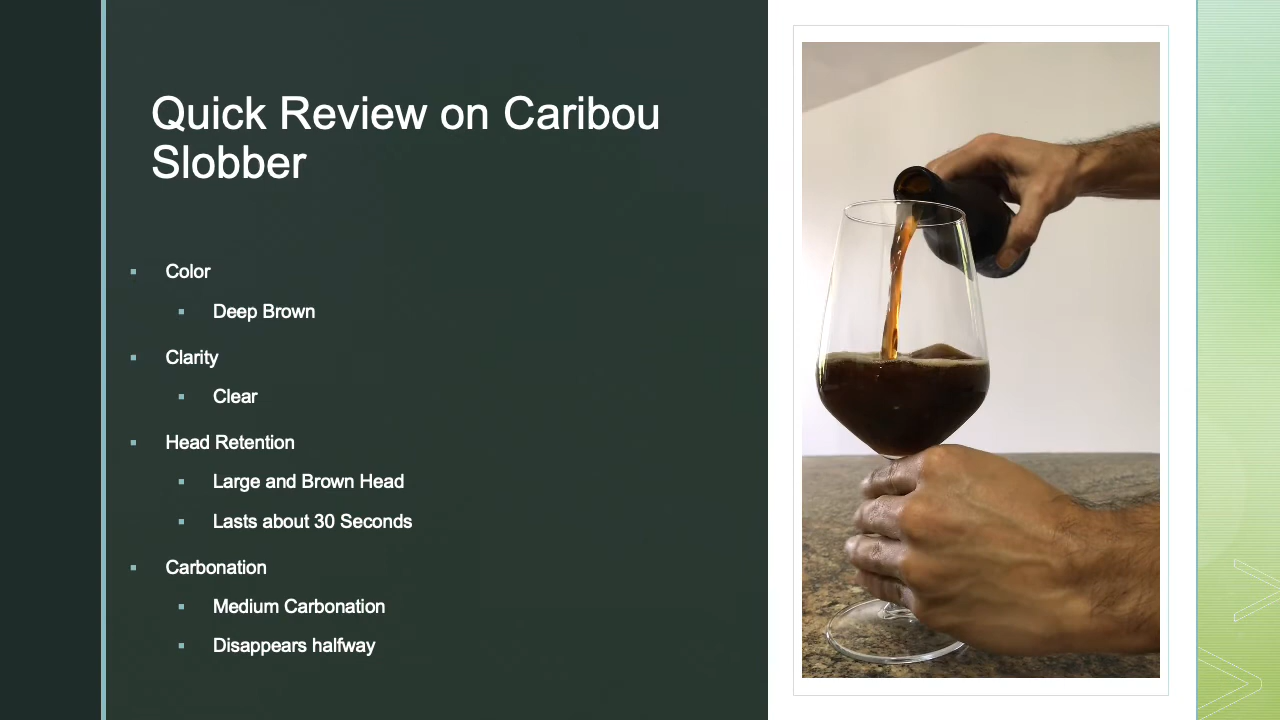 Quick Review on Caribou
Slobber
Color
Deep Brown
Clarity
Clear
Head Retention
Large and Brown Head
Lasts about 30 Seconds
Carbonation
Medium Carbonation
Disappears halfway